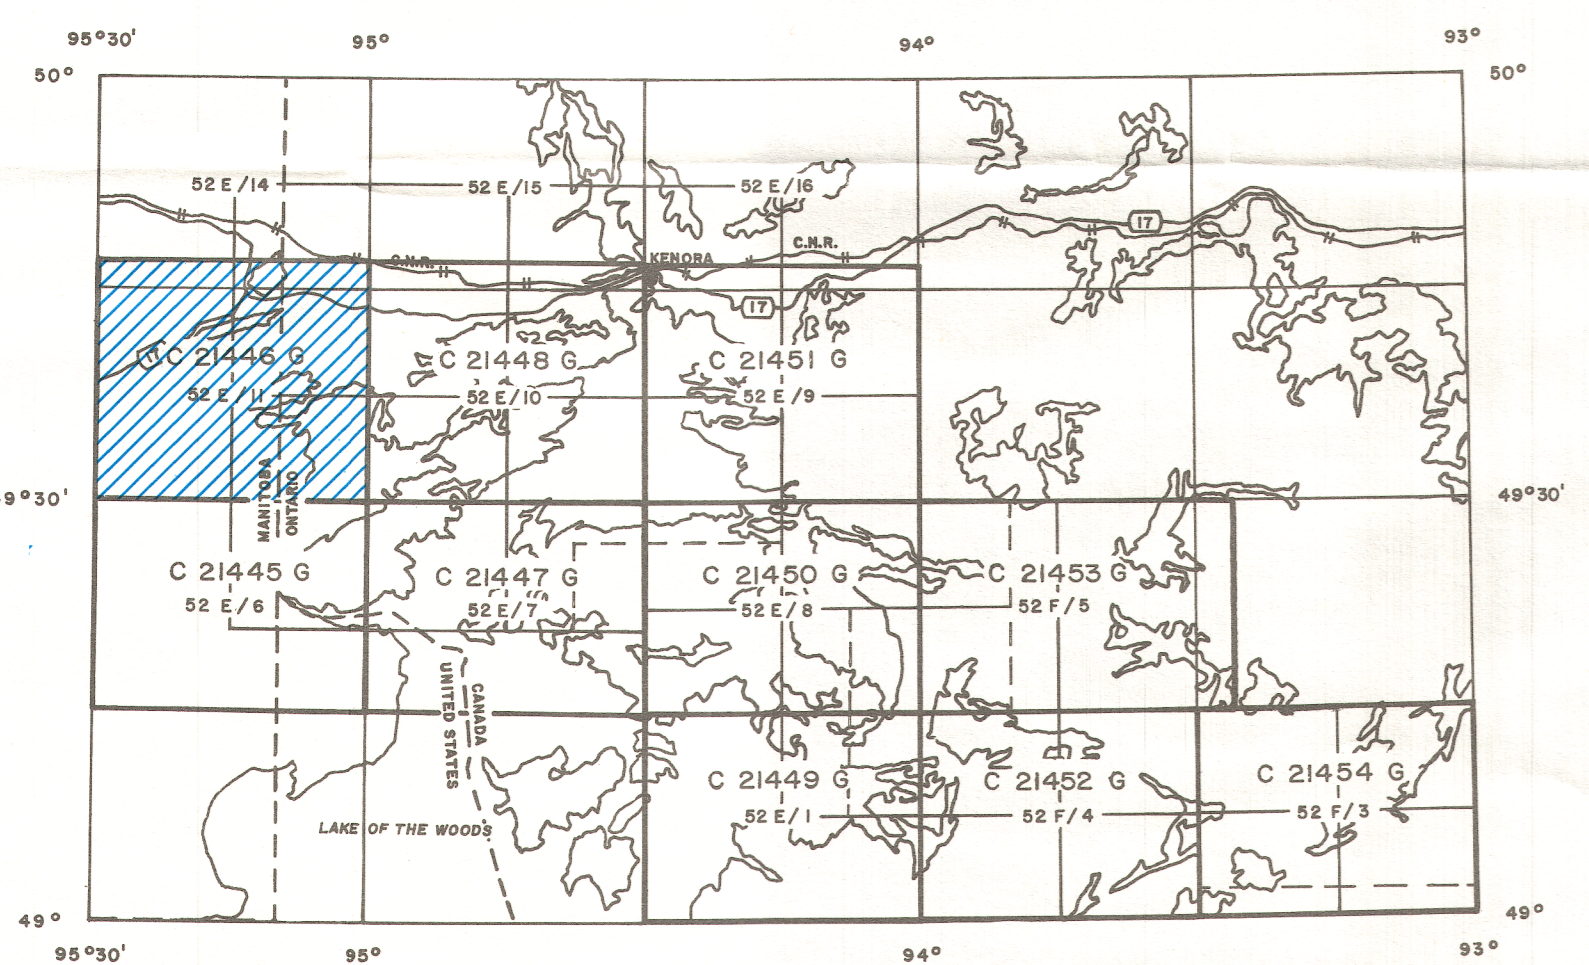 95°30' 95° 94° 93°
50° 50°
52 E/14 52 E/15 52 E/16
17
C.N.R. KENORA C.N.R.
17
C 21446 G C 21448 G C 21451 G
52 E/11 52 E/10 52 E/9
9°30' 49°30'
MANITOBA
ONTARIO
C 21445 G C 21447 G C 21450 G C 21453 G
52 E/6 52 E/7 52 E/8 52 F/5
CANADA
UNITED STATES
C 21449 G C 21452 G C 21454 G
52 E/1 52 F/4 52 F/3
LAKE OF THE WOODS
49° 49°
95°30' 95° 94° 93°